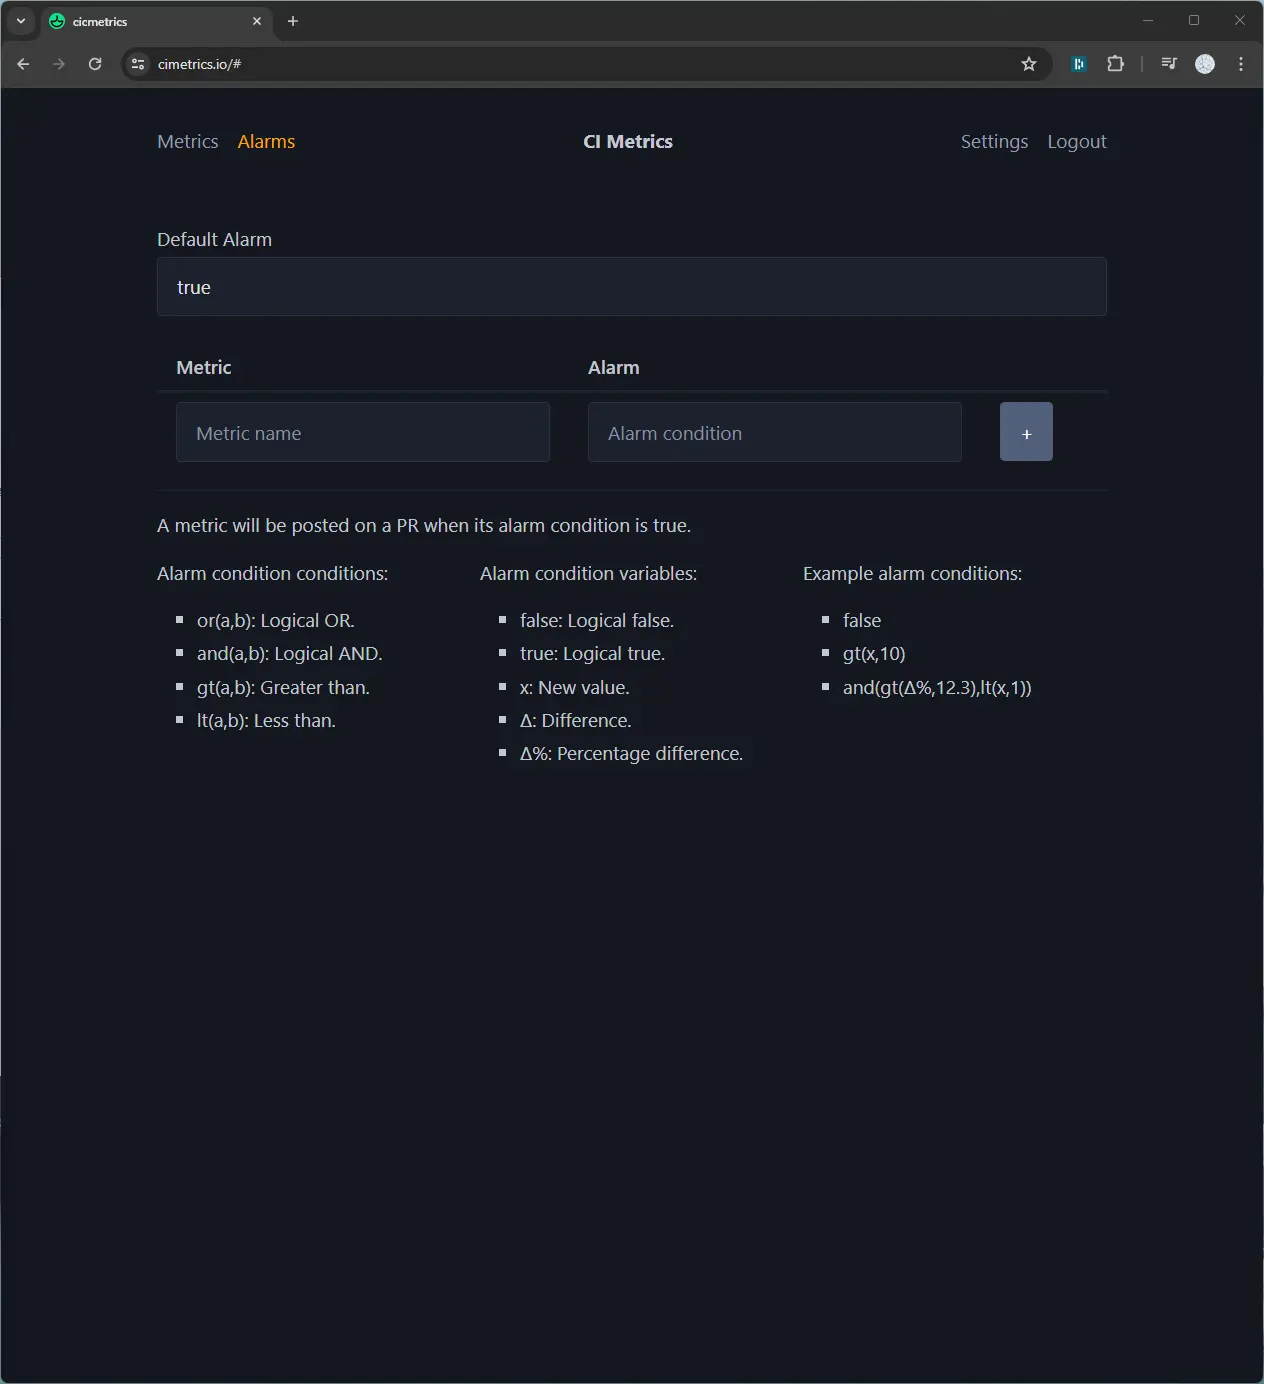 cicmetrics
cimetrics.io/#
Metrics Alarms CI Metrics Settings Logout
Default Alarm
true
Metric Alarm
Metric name Alarm condition +
A metric will be posted on a PR when its alarm condition is true.
Alarm condition conditions:
or(a,b): Logical OR.
and(a,b): Logical AND.
gt(a,b): Greater than.
lt(a,b): Less than.
Alarm condition variables:
false: Logical false.
true: Logical true.
x: New value.
Δ: Difference.
Δ%: Percentage difference.
Example alarm conditions:
false
gt(x,10)
and(gt(Δ%,12.3),lt(x,1))